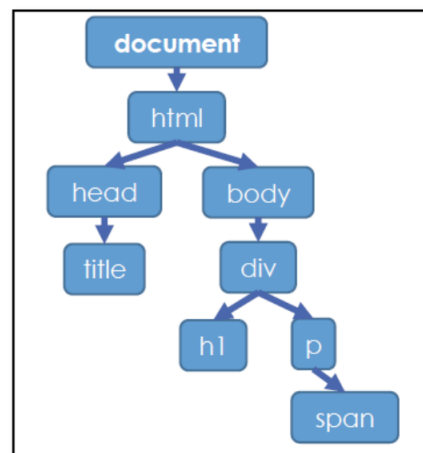 document
html
head body
title div
h1 p
span